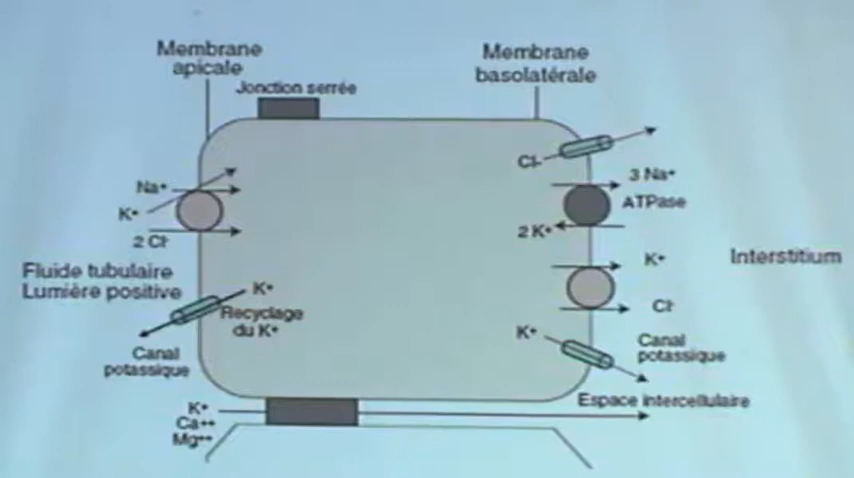 Membrane
apicale
Jonction serrée
Membrane
basolatérale
Cl-
3 Na+
ATPase
2 K+
Na+
K+
2 Cl-
Fluide tubulaire
Lumière positive
K+
Recyclage
du K+
Canal
potassique
K+
Cl-
Interstitium
K+
Canal
potassique
Espace intercellulaire
K+
Ca++
Mg++